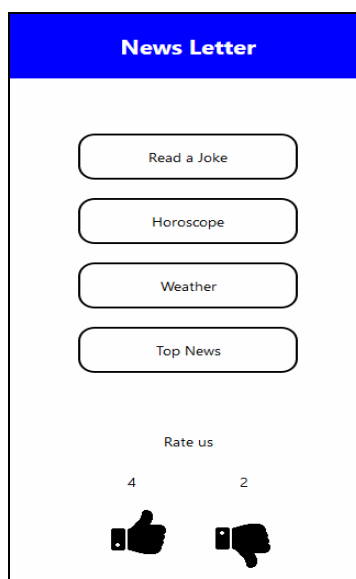 News Letter
Read a Joke
Horoscope
Weather
Top News
Rate us
4 2